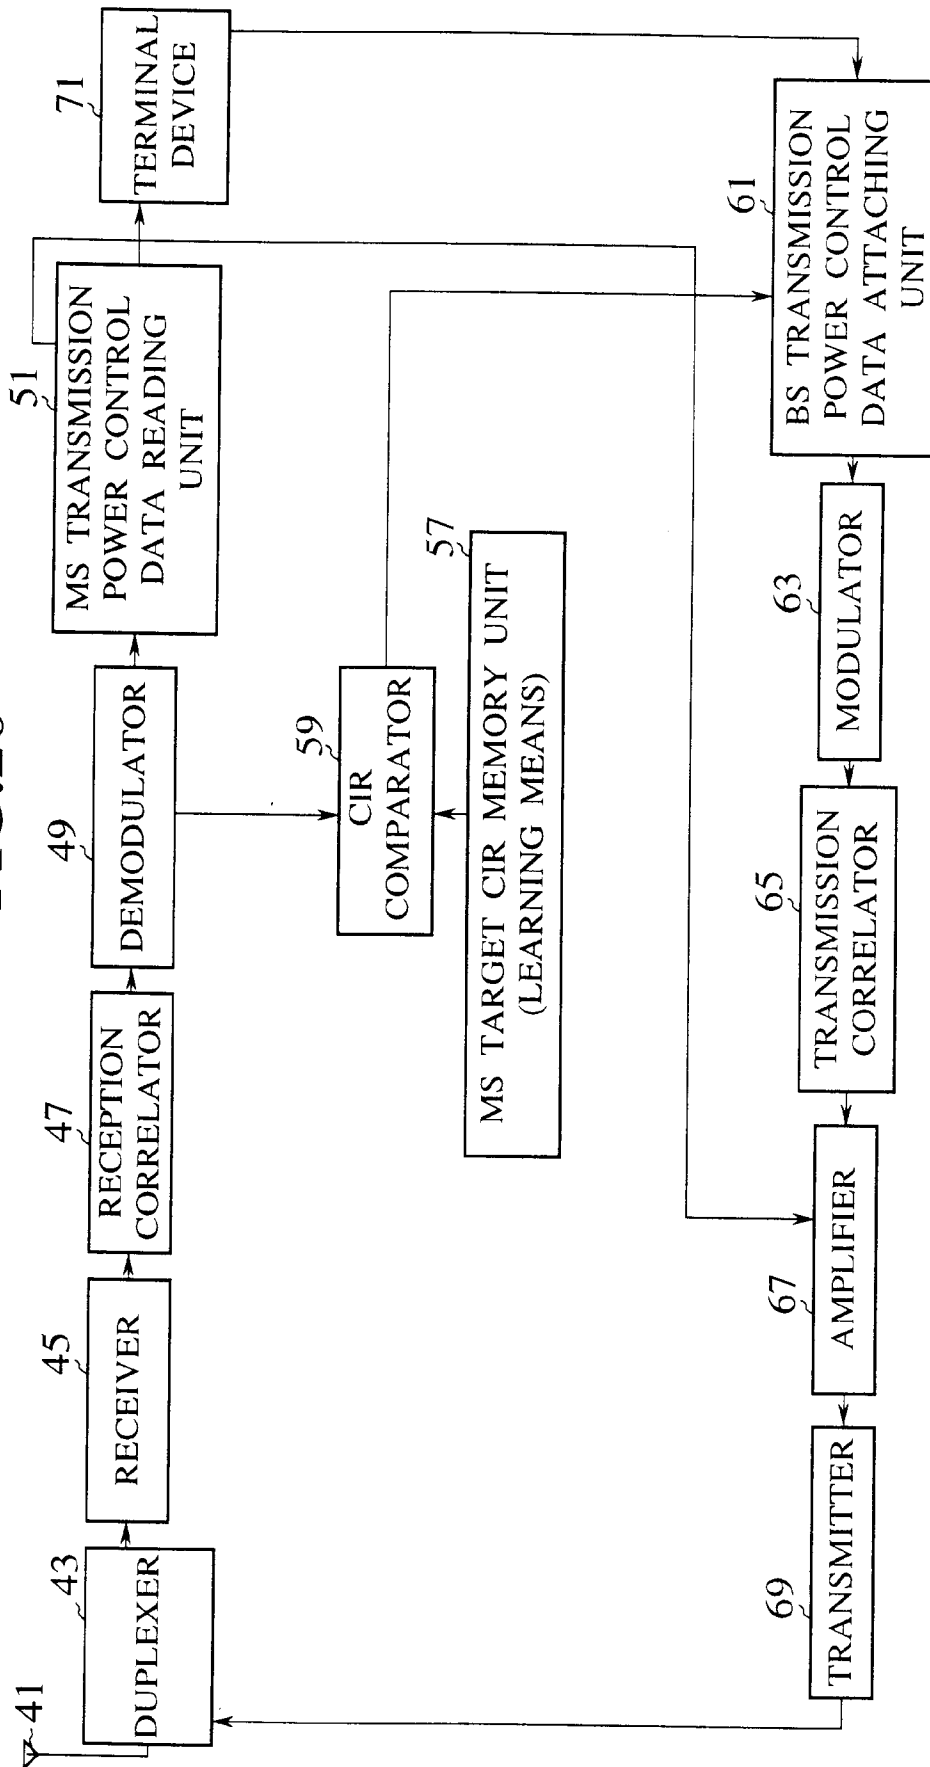 41
43
DUPLEXER
45
RECEIVER
47
RECEPTION
CORRELATOR
49
DEMODULATOR
51
MS TRANSMISSION
POWER CONTROL
DATA READING
UNIT
71
TERMINAL
DEVICE
59
CIR
COMPARATOR
57
MS TARGET CIR MEMORY UNIT
(LEARNING MEANS)
69
TRANSMITTER
67
AMPLIFIER
65
TRANSMISSION
CORRELATOR
63
MODULATOR
61
BS TRANSMISSION
POWER CONTROL
DATA ATTACHING
UNIT